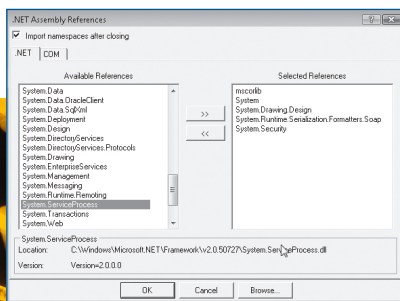 .NET Assembly References
Import namespaces after closing
.NET
COM
Available References
System.Data
System.Data.OracleClient
System.Data.SqlXml
System.Deployment
System.Design
System.DirectoryServices
System.DirectoryServices.Protocols
System.Drawing
System.EnterpriseServices
System.Management
System.Messaging
System.Runtime.Remoting
System.ServiceProcess
System.Transactions
System.Web
>>
<<
Selected References
mscorlib
System
System.Drawing.Design
System.Runtime.Serialization.Formatters.Soap
System.Security
System.ServiceProcess
Location: C:\Windows\Microsoft.NET\Framework\v2.0.50727\System.ServiceProcess.dll
Version: Version=2.0.0.0
OK
Cancel
Browse...